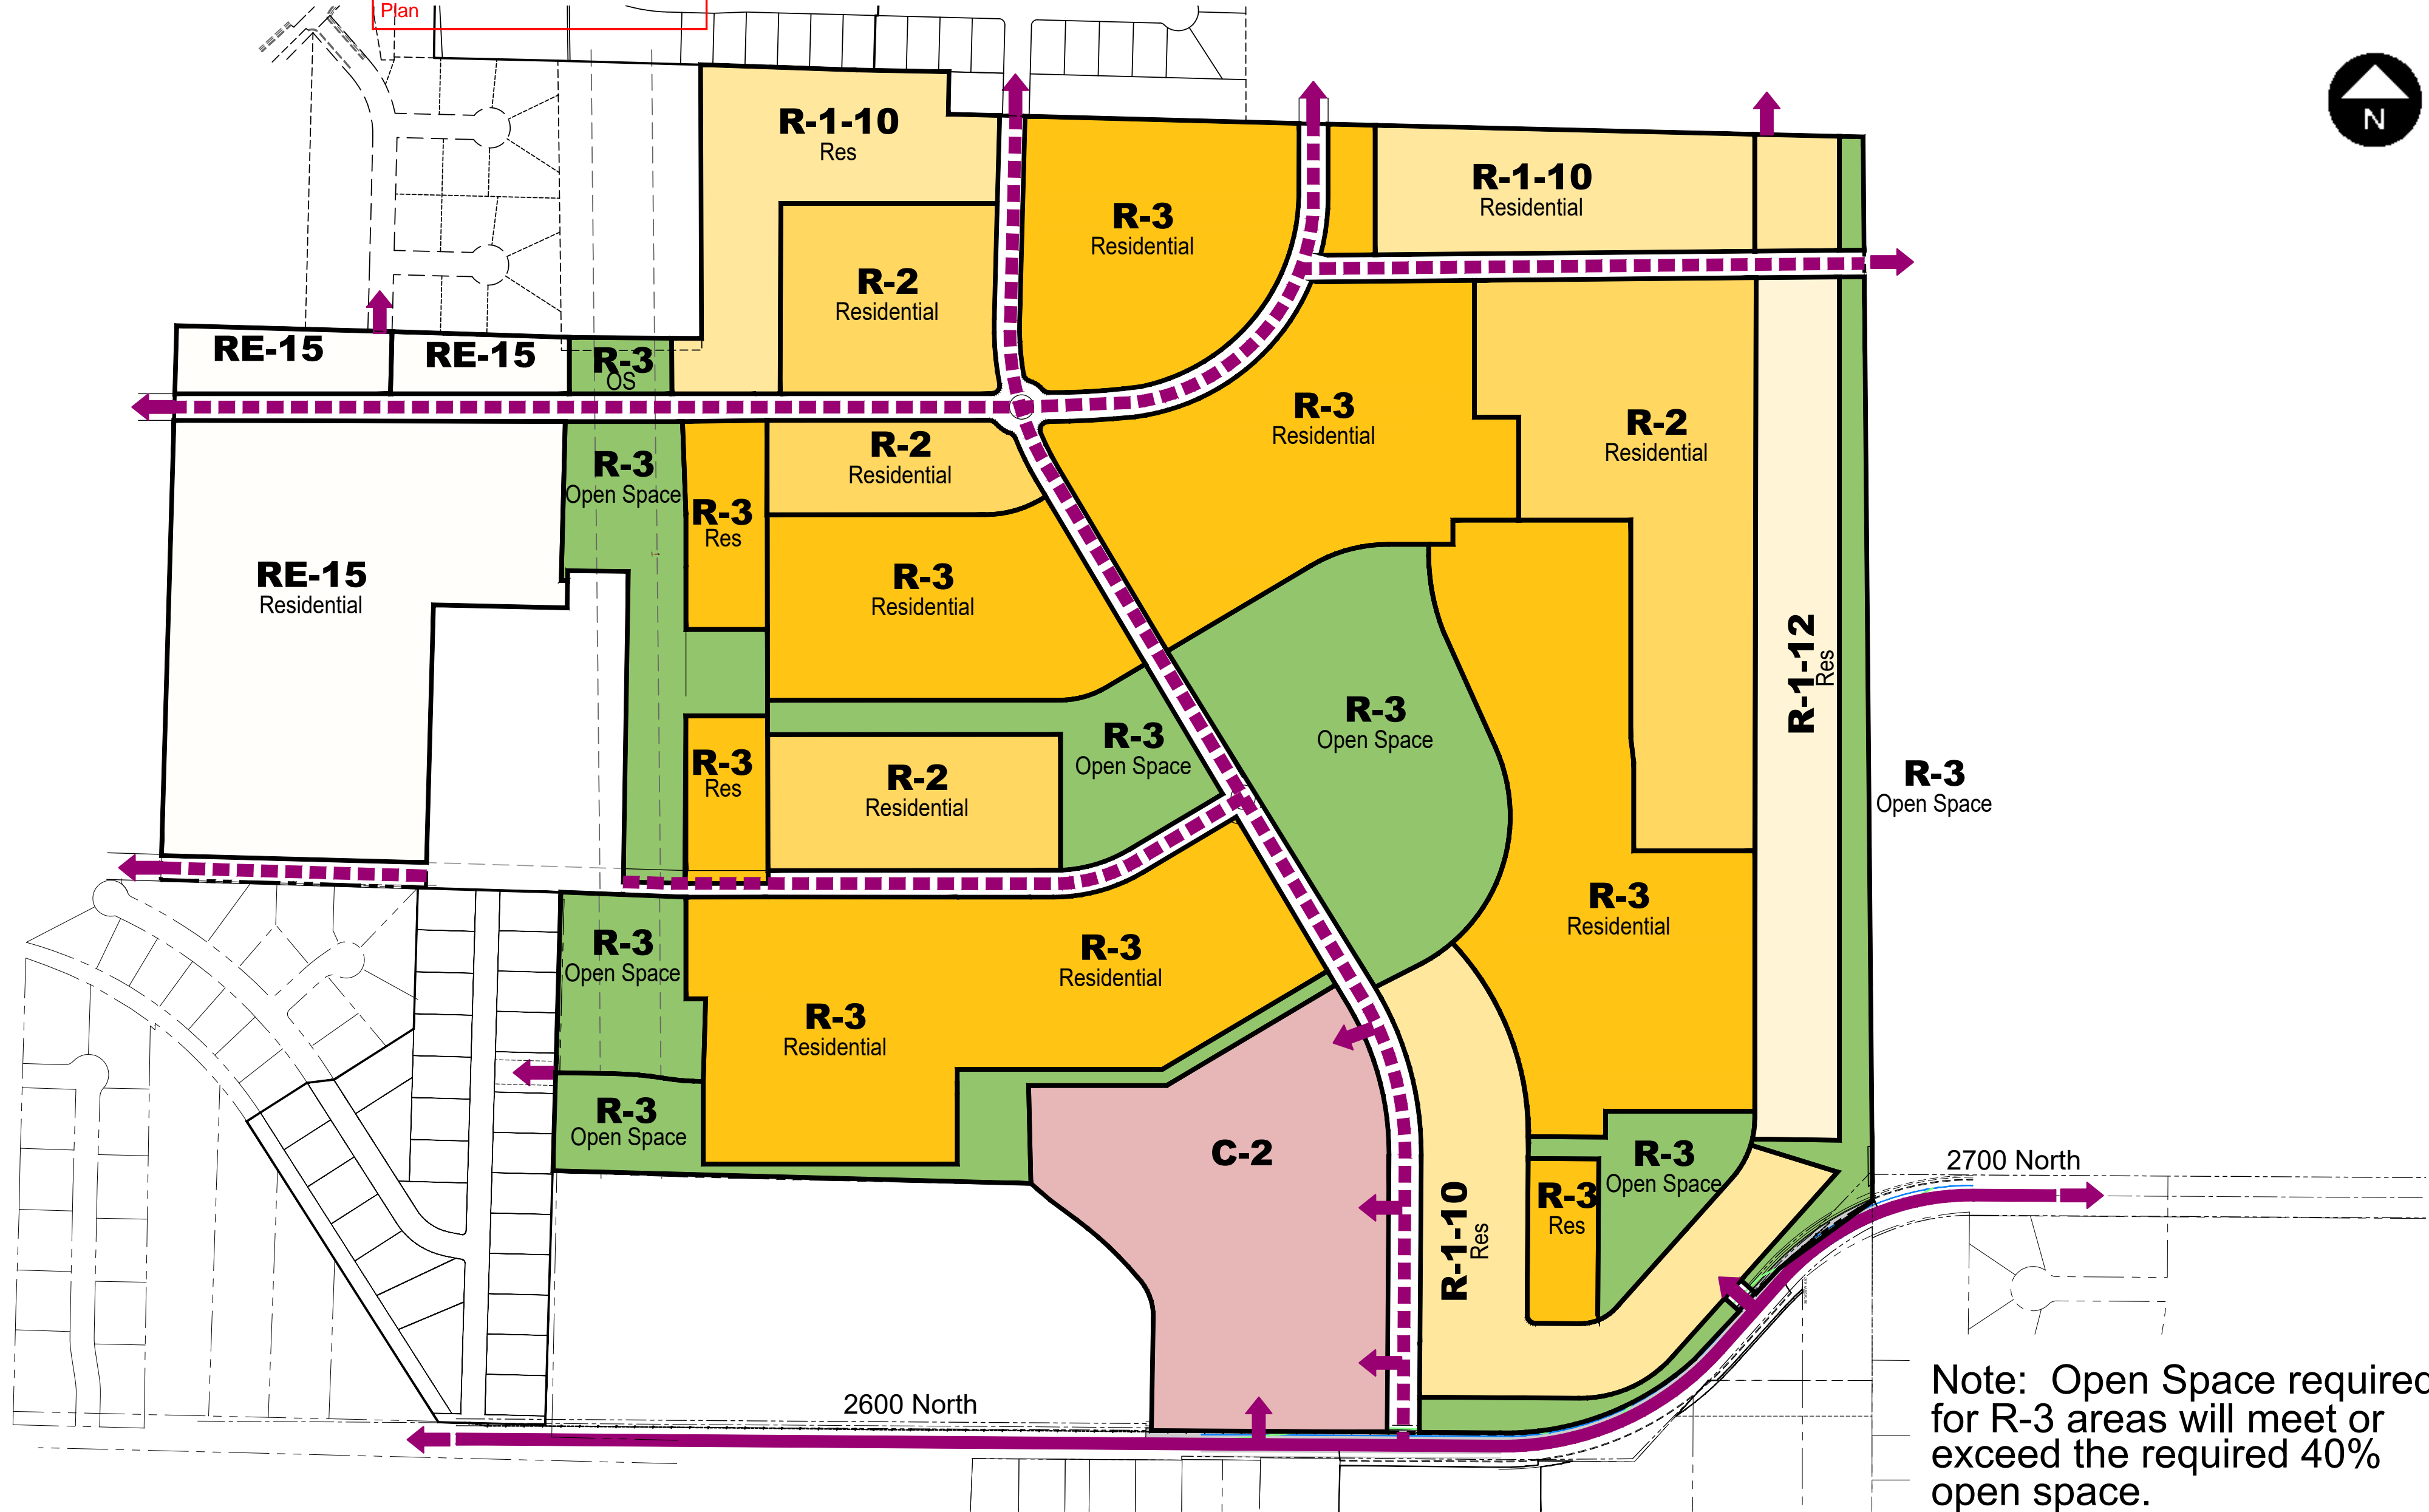 Plan
N
R-1-10
Res
R-1-10
Residential
R-3
Residential
R-2
Residential
RE-15
RE-15
R-3
OS
R-3
Residential
R-2
Residential
R-2
Residential
R-3
Open Space
R-3
Res
RE-15
Residential
R-3
Residential
R-1-12
Res
R-3
Open Space
R-3
Open Space
R-3
Res
R-2
Residential
R-3
Open Space
R-3
Residential
R-3
Open Space
R-3
Residential
R-3
Residential
R-3
Open Space
C-2
R-3
Open Space
R-3
Res
R-1-10
Res
2700 North
2600 North
Note: Open Space required
for R-3 areas will meet or
exceed the required 40%
open space.